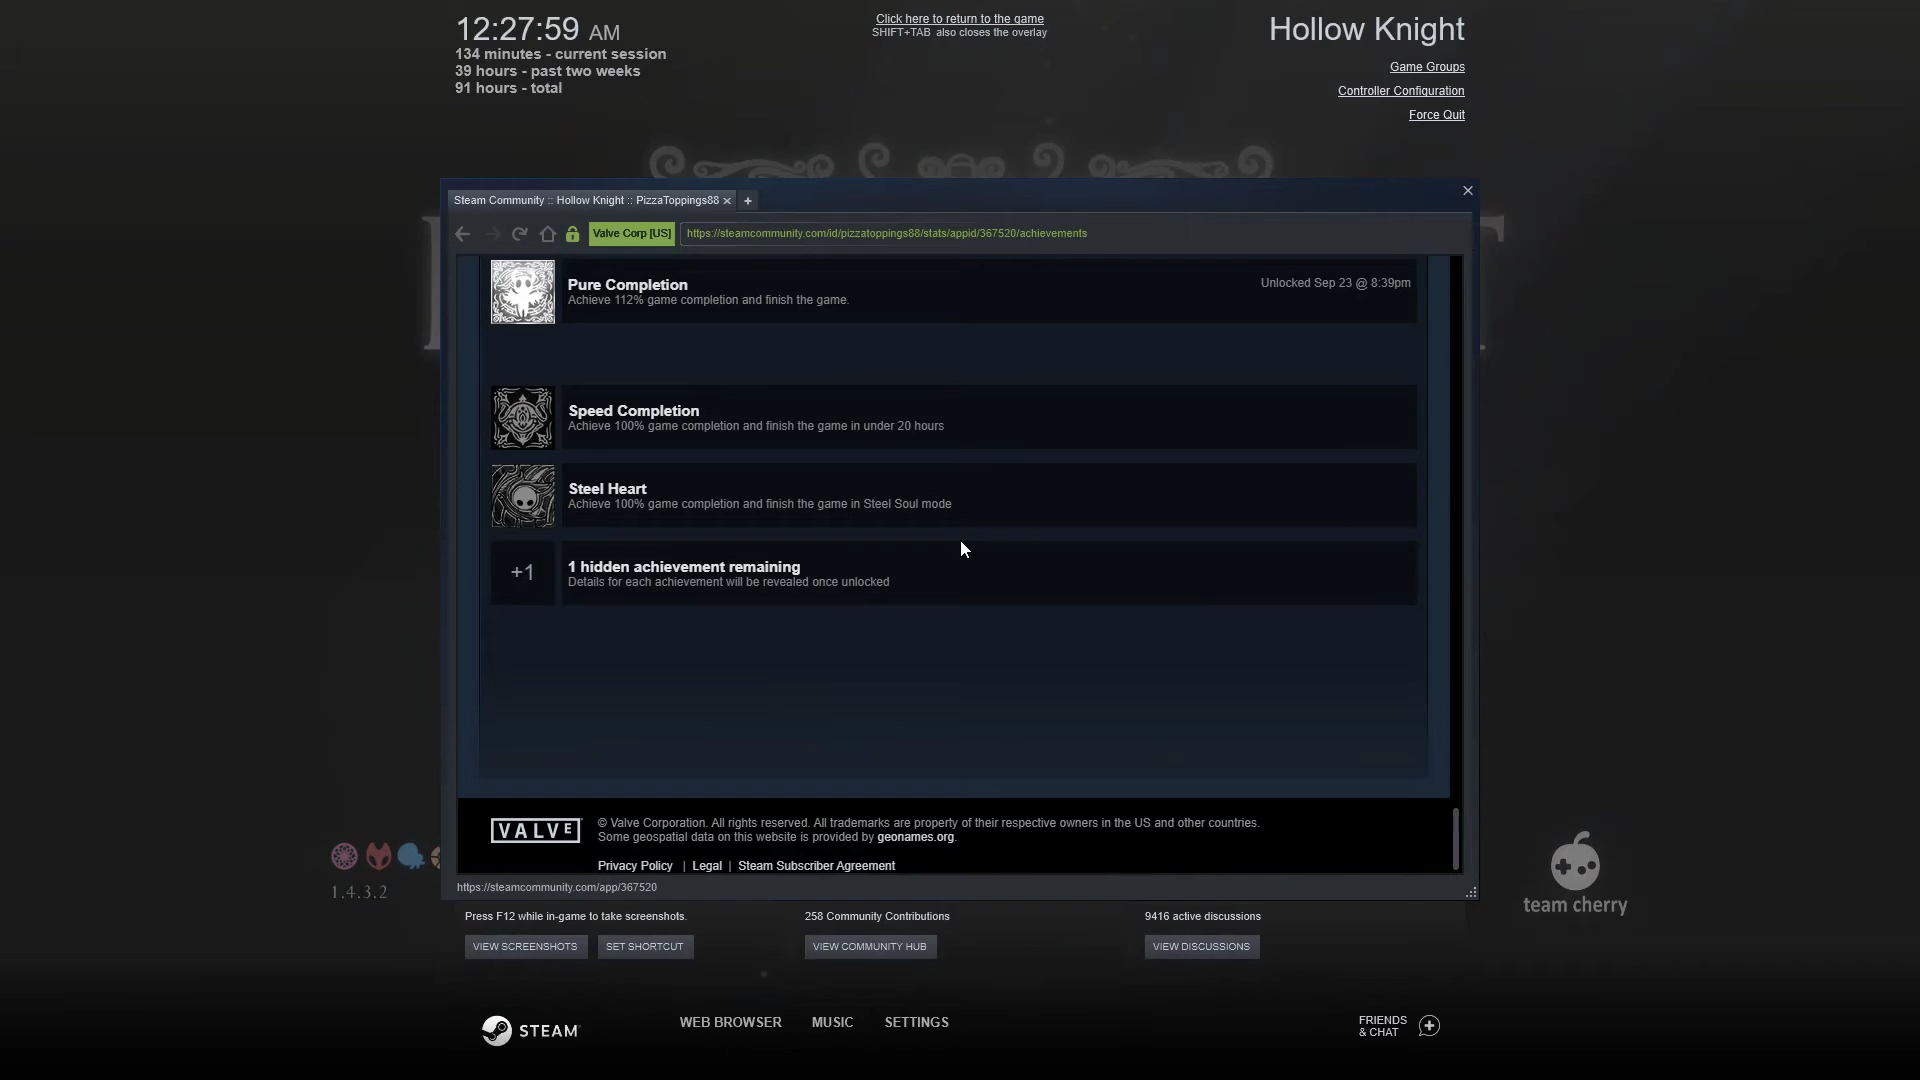 12:27:59 AM
134 minutes - current session
39 hours - past two weeks
91 hours - total
Click here to return to the game
SHIFT+TAB also closes the overlay
Hollow Knight
Game Groups
Controller Configuration
Force Quit
Steam Community :: Hollow Knight :: PizzaToppings88
Valve Corp [US]
https://steamcommunity.com/id/pizzatoppings88/stats/appid/367520/achievements
Pure Completion
Achieve 112% game completion and finish the game.
Unlocked Sep 23 @ 8:39pm
Speed Completion
Achieve 100% game completion and finish the game in under 20 hours
Steel Heart
Achieve 100% game completion and finish the game in Steel Soul mode
+1
1 hidden achievement remaining
Details for each achievement will be revealed once unlocked
VALVE
© Valve Corporation. All rights reserved. All trademarks are property of their respective owners in the US and other countries.
Some geospatial data on this website is provided by geonames.org.
Privacy Policy | Legal | Steam Subscriber Agreement
https://steamcommunity.com/app/367520
1.4.3.2
team cherry
Press F12 while in-game to take screenshots.
258 Community Contributions
9416 active discussions
VIEW SCREENSHOTS
SET SHORTCUT
VIEW COMMUNITY HUB
VIEW DISCUSSIONS
STEAM
WEB BROWSER
MUSIC
SETTINGS
FRIENDS
& CHAT